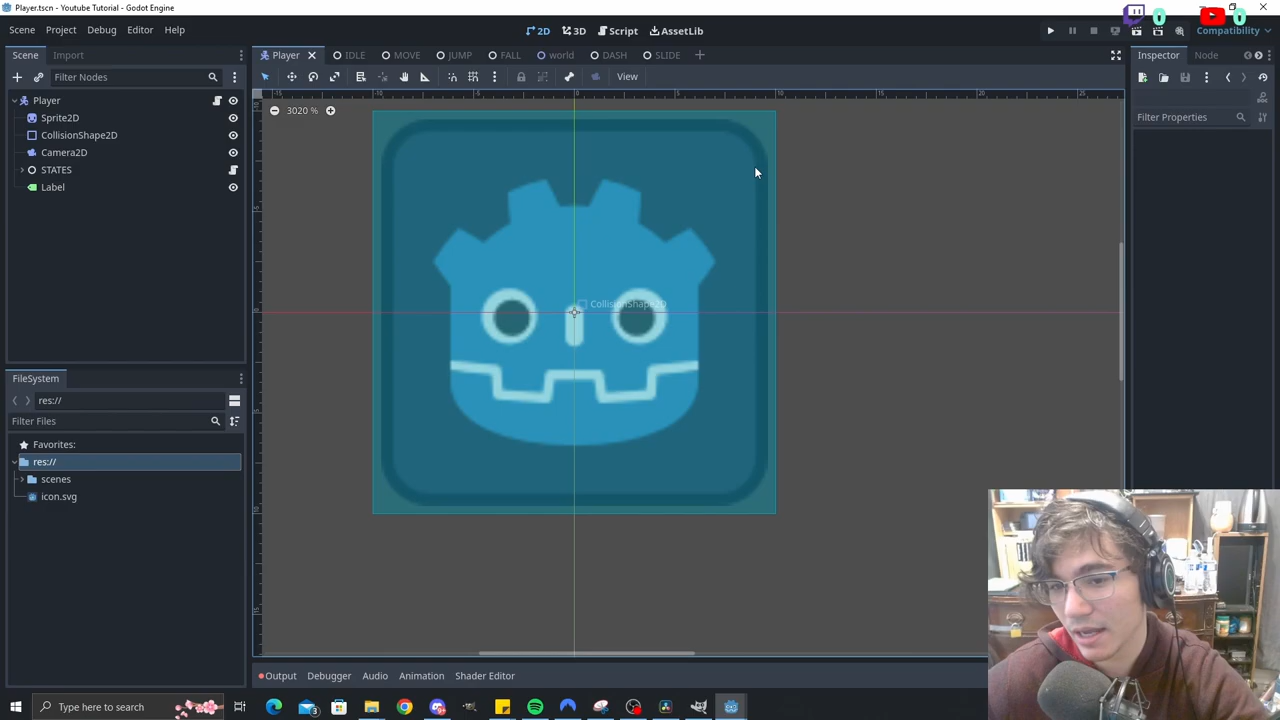 Player.tscn - Youtube Tutorial - Godot Engine
0
0
Scene Project Debug Editor Help
2D 3D Script AssetLib
Compatibility
Scene Import
Player IDLE MOVE JUMP FALL world DASH SLIDE
Inspector Node
Filter Nodes
View
3020 %
Filter Properties
Player
Sprite2D
CollisionShape2D
Camera2D
STATES
Label
CollisionShape2D
FileSystem
res://
Filter Files
Favorites:
res://
scenes
icon.svg
Output Debugger Audio Animation Shader Editor
Type here to search